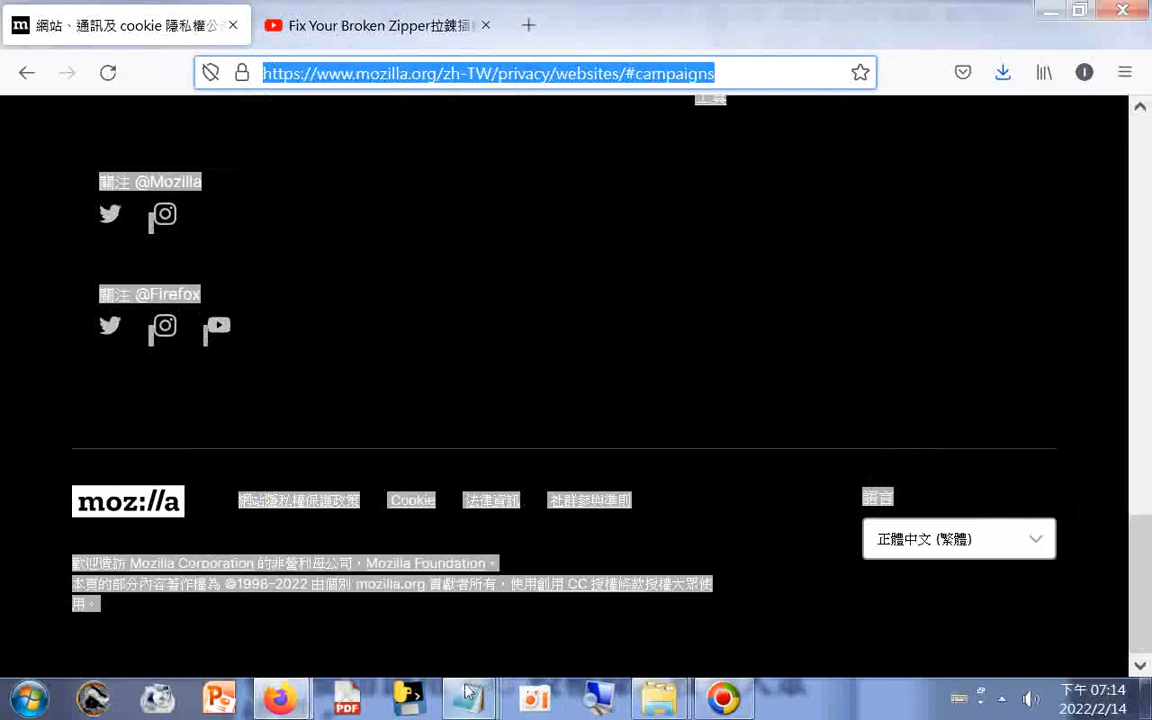 網站、通訊及 cookie 隱私權公
Fix Your Broken Zipper拉鍊
https://www.mozilla.org/zh-TW/privacy/websites/#campaigns
工具
關注 @Mozilla
關注 @Firefox
moz://a
網站隱私權保護政策
Cookie
法律資訊
社群參與準則
語言
正體中文 (繁體)
歡迎造訪 Mozilla Corporation 的非營利母公司，Mozilla Foundation。
本頁的部分內容著作權為 ©1998–2022 由個別 mozilla.org 貢獻者所有，使用創用 CC 授權條款授權大眾使
用。
PDF
下午 07:14
2022/2/14